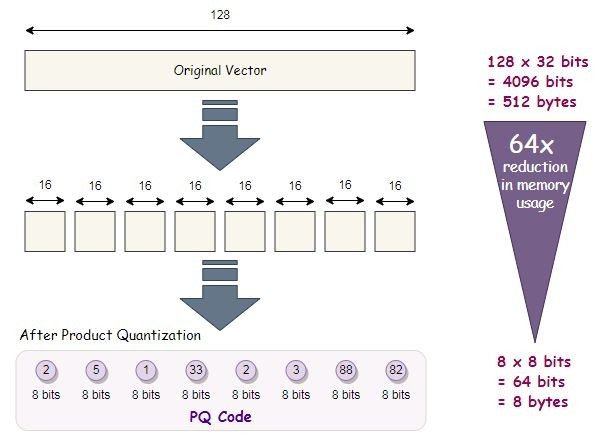 128
Original Vector
16 16 16 16 16 16 16 16
After Product Quantization
2 5 1 33 2 3 88 82
8 bits 8 bits 8 bits 8 bits 8 bits 8 bits 8 bits 8 bits
PQ Code
128 x 32 bits
= 4096 bits
= 512 bytes
64x
reduction
in memory
usage
8 x 8 bits
= 64 bits
= 8 bytes